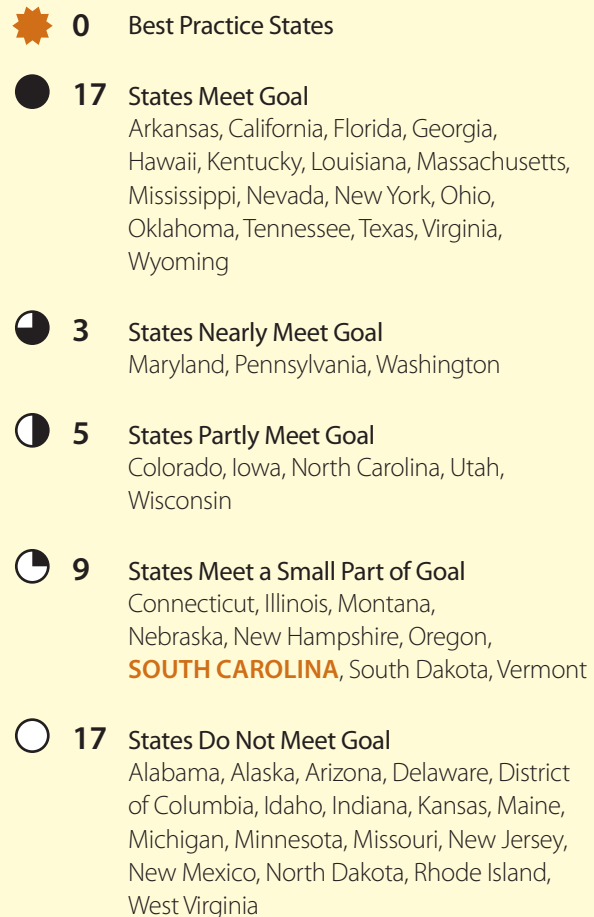 0 Best Practice States
17 States Meet Goal
Arkansas, California, Florida, Georgia,
Hawaii, Kentucky, Louisiana, Massachusetts,
Mississippi, Nevada, New York, Ohio,
Oklahoma, Tennessee, Texas, Virginia,
Wyoming
3 States Nearly Meet Goal
Maryland, Pennsylvania, Washington
5 States Partly Meet Goal
Colorado, Iowa, North Carolina, Utah,
Wisconsin
9 States Meet a Small Part of Goal
Connecticut, Illinois, Montana,
Nebraska, New Hampshire, Oregon,
SOUTH CAROLINA, South Dakota, Vermont
17 States Do Not Meet Goal
Alabama, Alaska, Arizona, Delaware, District
of Columbia, Idaho, Indiana, Kansas, Maine,
Michigan, Minnesota, Missouri, New Jersey,
New Mexico, North Dakota, Rhode Island,
West Virginia